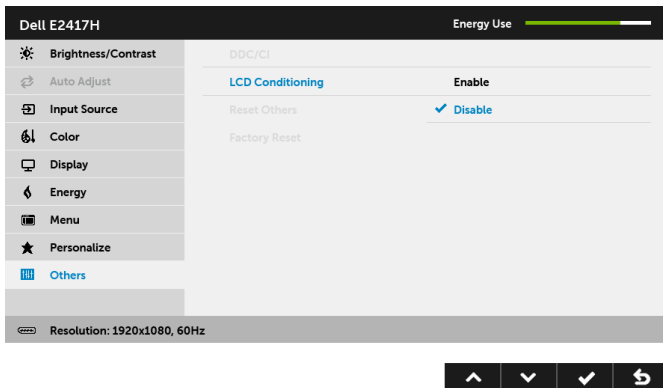 Dell E2417H
Energy Use
Brightness/Contrast
DDC/CI
Auto Adjust
LCD Conditioning
Enable
Input Source
Reset Others
Disable
Color
Factory Reset
Display
Energy
Menu
Personalize
Others
Resolution: 1920x1080, 60Hz